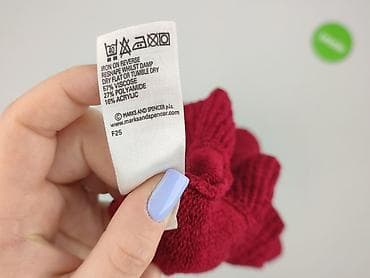 IRON ON REVERSE
RESHAPE WHILST DAMP
DRY FLAT OR TUMBLE DRY
57% VISCOSE
27% POLYAMIDE
16% ACRYLIC
© MARKS AND SPENCER p.l.c.
www.marksandspencer.com
F25